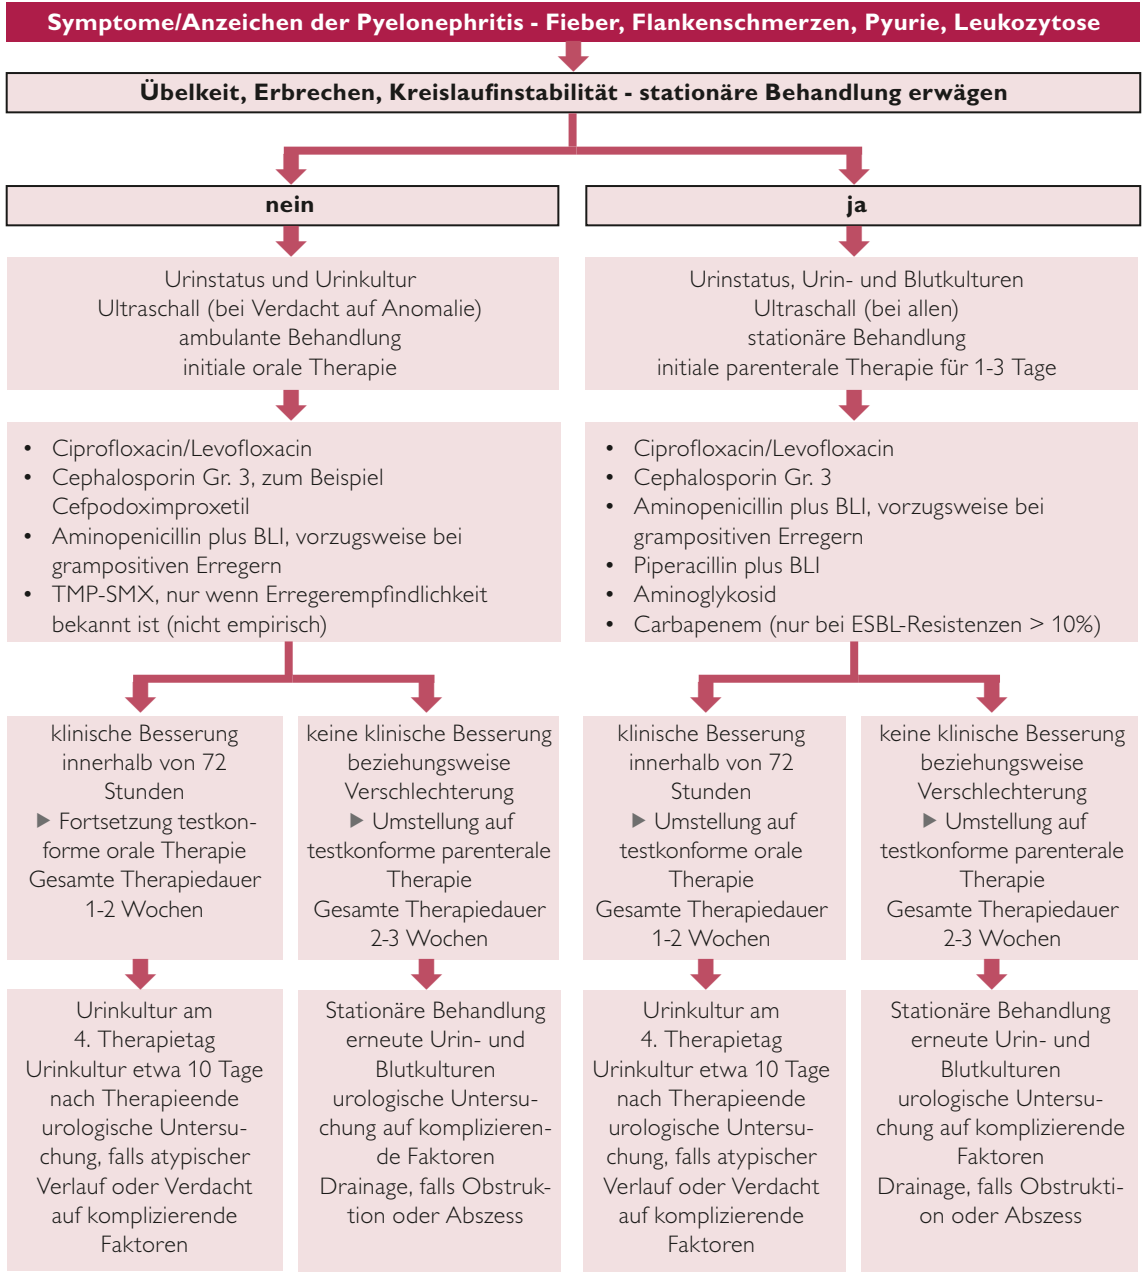 Symptome/Anzeichen der Pyelonephritis - Fieber, Flankenschmerzen, Pyurie, Leukozytose
Übelkeit, Erbrechen, Kreislaufinstabilität - stationäre Behandlung erwägen
nein
Urinstatus und Urinkultur
Ultraschall (bei Verdacht auf Anomalie)
ambulante Behandlung
initiale orale Therapie
• Ciprofloxacin/Levofloxacin
• Cephalosporin Gr. 3, zum Beispiel
Cefpodoximproxetil
• Aminopenicillin plus BLI, vorzugsweise bei
grampositiven Erregern
• TMP-SMX, nur wenn Erregerempfindlichkeit
bekannt ist (nicht empirisch)
klinische Besserung
innerhalb von 72
Stunden
▶ Fortsetzung testkon-
forme orale Therapie
Gesamte Therapiedauer
1-2 Wochen
Urinkultur am
4. Therapietag
Urinkultur etwa 10 Tage
nach Therapieende
urologische Untersu-
chung, falls atypischer
Verlauf oder Verdacht
auf komplizierende
Faktoren
keine klinische Besserung
beziehungsweise
Verschlechterung
▶ Umstellung auf
testkonforme parenterale
Therapie
Gesamte Therapiedauer
2-3 Wochen
Stationäre Behandlung
erneute Urin- und
Blutkulturen
urologische Untersu-
chung auf komplizieren-
de Faktoren
Drainage, falls Obstruk-
tion oder Abszess
ja
Urinstatus, Urin- und Blutkulturen
Ultraschall (bei allen)
stationäre Behandlung
initiale parenterale Therapie für 1-3 Tage
• Ciprofloxacin/Levofloxacin
• Cephalosporin Gr. 3
• Aminopenicillin plus BLI, vorzugsweise bei
grampositiven Erregern
• Piperacillin plus BLI
• Aminoglykosid
• Carbapenem (nur bei ESBL-Resistenzen > 10%)
klinische Besserung
innerhalb von 72
Stunden
▶ Umstellung auf
testkonforme orale
Therapie
Gesamte Therapiedauer
1-2 Wochen
Urinkultur am
4. Therapietag
Urinkultur etwa 10 Tage
nach Therapieende
urologische Untersu-
chung, falls atypischer
Verlauf oder Verdacht
auf komplizierende
Faktoren
keine klinische Besserung
beziehungsweise
Verschlechterung
▶ Umstellung auf
testkonforme parenterale
Therapie
Gesamte Therapiedauer
2-3 Wochen
Stationäre Behandlung
erneute Urin- und
Blutkulturen
urologische Untersu-
chung auf komplizierende
Faktoren
Drainage, falls Obstrukti-
on oder Abszess